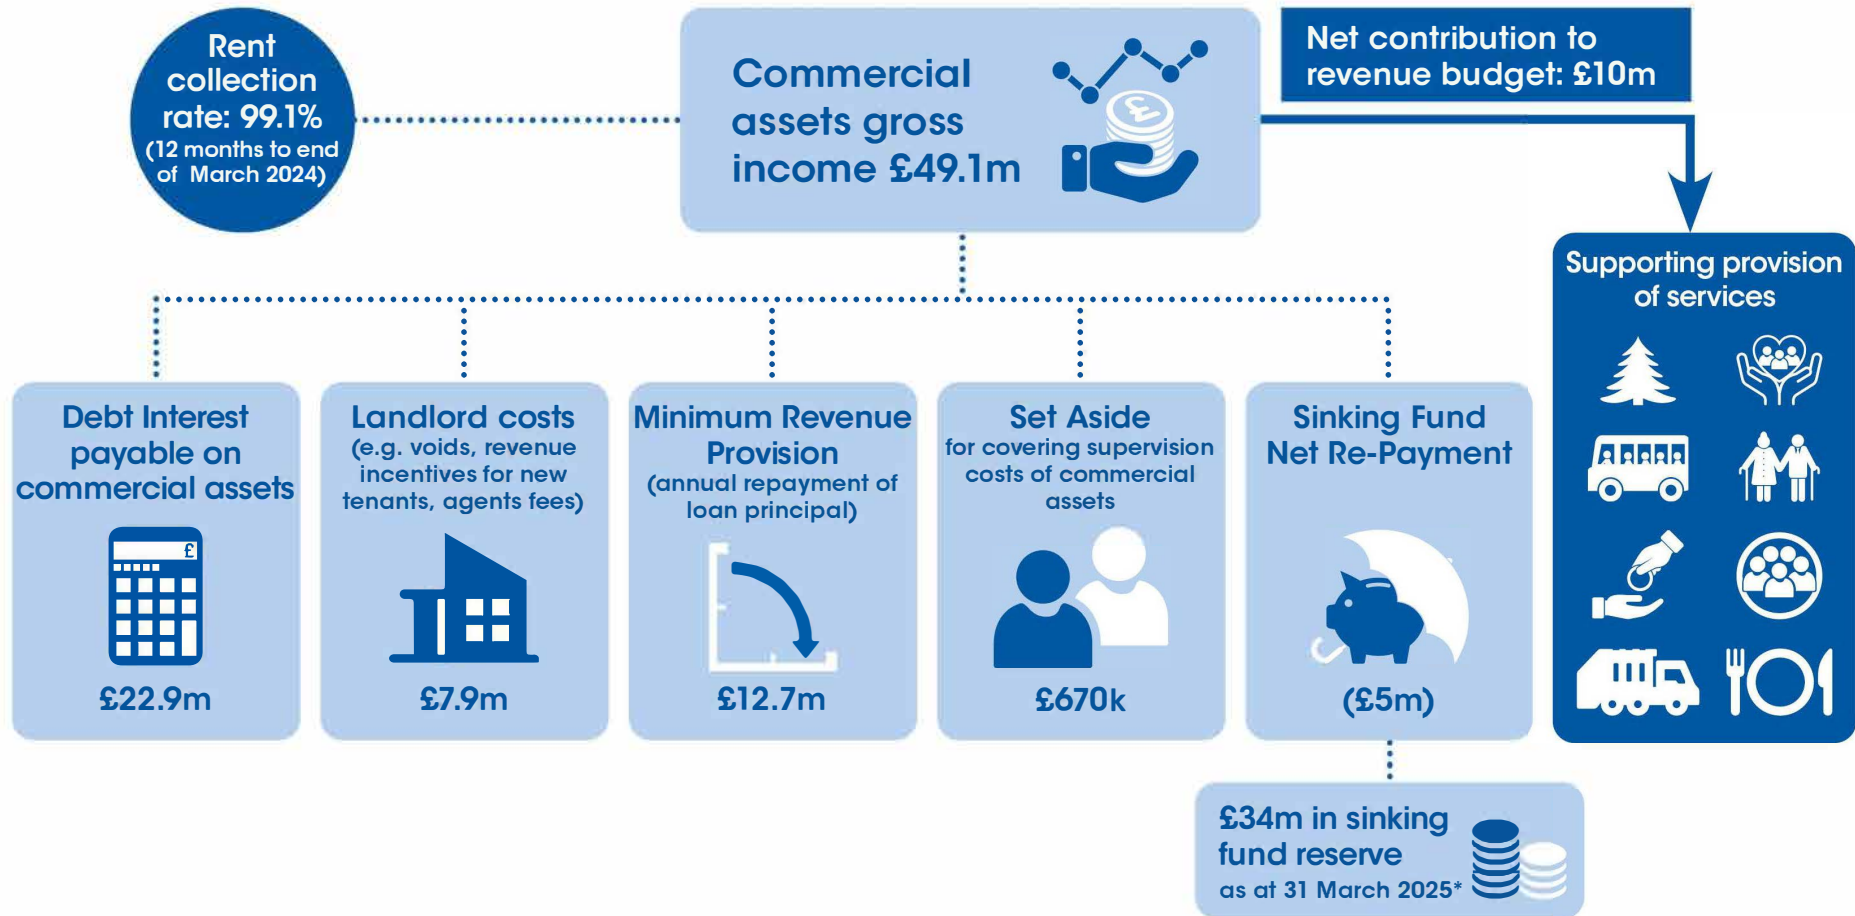 Rent
collection
rate: 99.1%
(12 months to end
of March 2024)
Commercial
assets gross
income £49.1m
£
Net contribution to
revenue budget: £10m
Supporting provision
of services
Debt Interest
payable on
commercial assets
£
£22.9m
Landlord costs
(e.g. voids, revenue
incentives for new
tenants, agents fees)
£7.9m
Minimum Revenue
Provision
(annual repayment of
loan principal)
£12.7m
Set Aside
for covering supervision
costs of commercial
assets
£670k
Sinking Fund
Net Re-Payment
(£5m)
£34m in sinking
fund reserve
as at 31 March 2025*